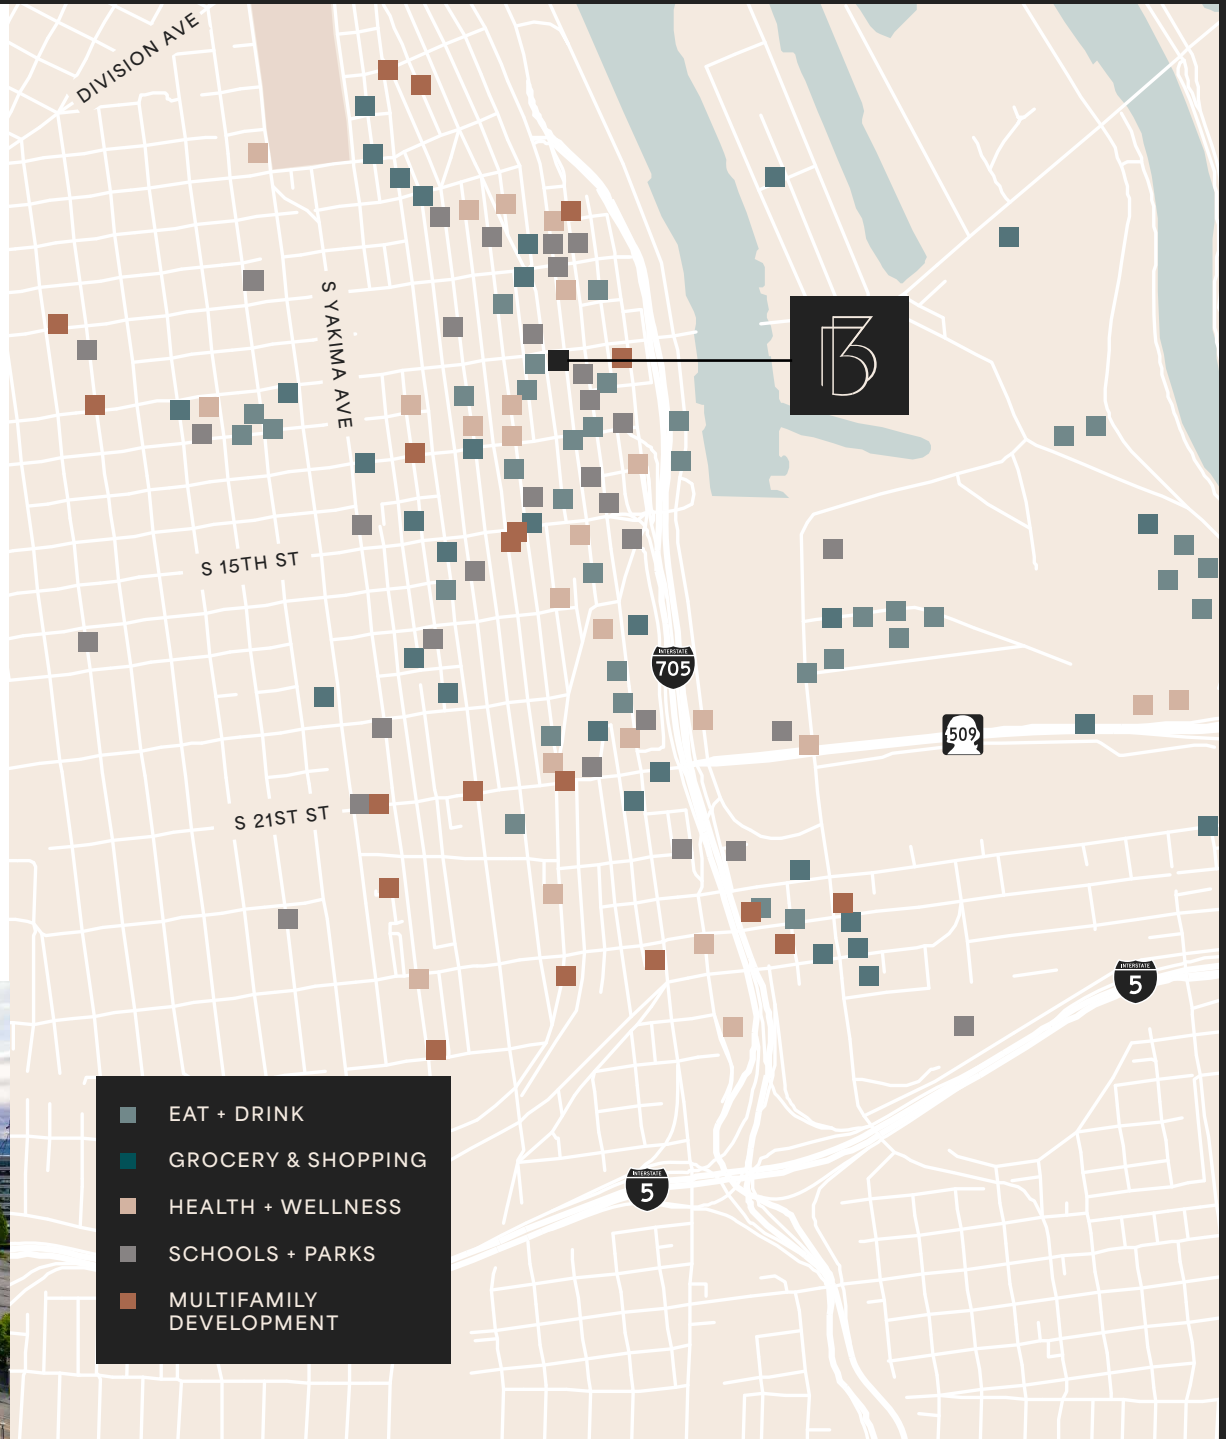 DIVISION AVE
S YAKIMA AVE
B
S 15TH ST
INTERSTATE
705
509
S 21ST ST
INTERSTATE
5
INTERSTATE
5
EAT + DRINK
GROCERY & SHOPPING
HEALTH + WELLNESS
SCHOOLS + PARKS
MULTIFAMILY
DEVELOPMENT